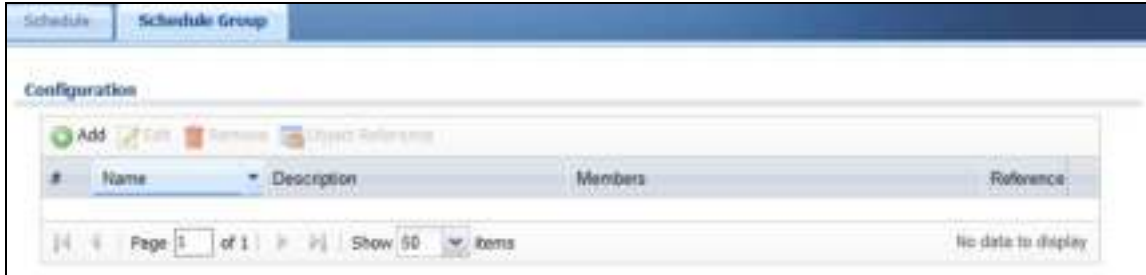 Schedule Schedule Group
Configuration
Add Edit Remove Object Reference
# Name Description Members Reference
Page 1 of 1 Show 50 items No data to display